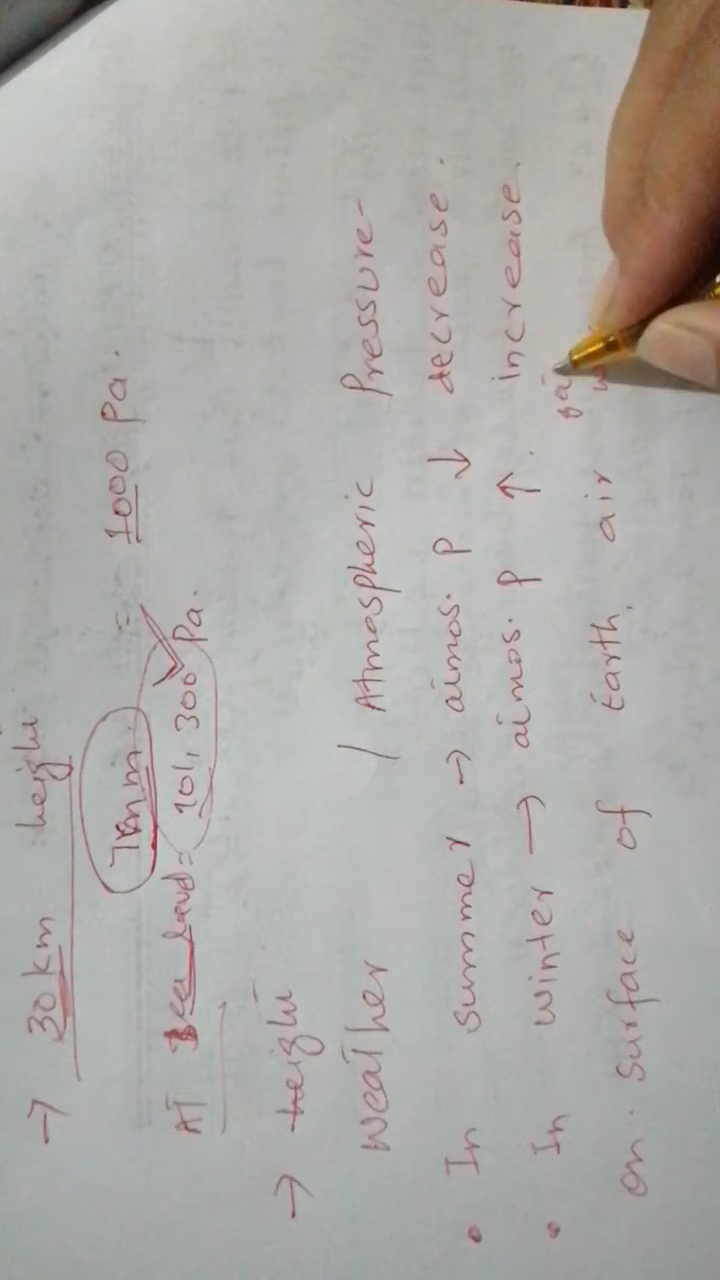 → 30 km height
7mm = 1000 Pa.
AT Sea level = 101,300 Pa.
→ height
Weather / Atmospheric Pressure-
• In summer → atmos. P ↓ decrease.
• In winter → atmos. P ↑. increase.
on. surface of Earth, air